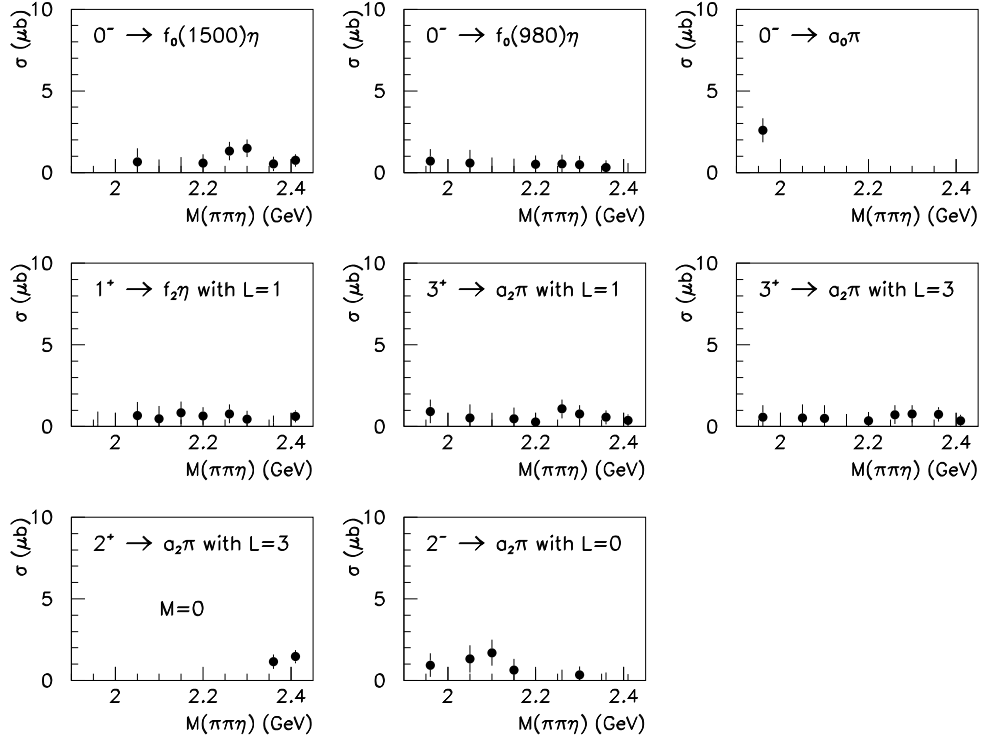 0⁻ → f₀(1500)η
σ (μb)
10
5
0
2 2.2 2.4
M(ππη) (GeV)
0⁻ → f₀(980)η
σ (μb)
10
5
0
2 2.2 2.4
M(ππη) (GeV)
0⁻ → a₀π
σ (μb)
10
5
0
2 2.2 2.4
M(ππη) (GeV)
1⁺ → f₂η with L=1
σ (μb)
10
5
0
2 2.2 2.4
M(ππη) (GeV)
3⁺ → a₂π with L=1
σ (μb)
10
5
0
2 2.2 2.4
M(ππη) (GeV)
3⁺ → a₂π with L=3
σ (μb)
10
5
0
2 2.2 2.4
M(ππη) (GeV)
2⁺ → a₂π with L=3
M=0
σ (μb)
10
5
0
2 2.2 2.4
M(ππη) (GeV)
2⁻ → a₂π with L=0
σ (μb)
10
5
0
2 2.2 2.4
M(ππη) (GeV)